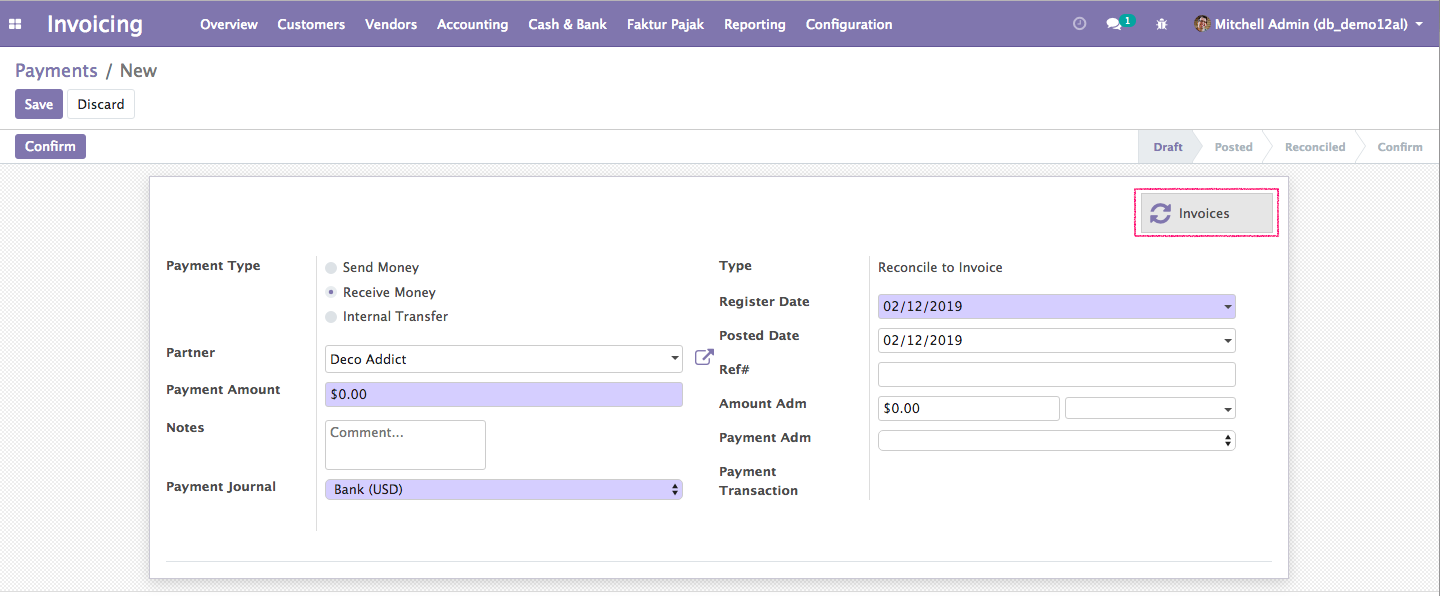 Invoicing Overview Customers Vendors Accounting Cash & Bank Faktur Pajak Reporting Configuration 1 Mitchell Admin (db_demo12al)
Payments / New
Save Discard
Confirm Draft Posted Reconciled Confirm
Invoices
Payment Type Send Money
Receive Money
Internal Transfer
Partner Deco Addict
Payment Amount $0.00
Notes Comment...
Payment Journal Bank (USD)
Type Reconcile to Invoice
Register Date 02/12/2019
Posted Date 02/12/2019
Ref#
Amount Adm $0.00
Payment Adm
Payment
Transaction